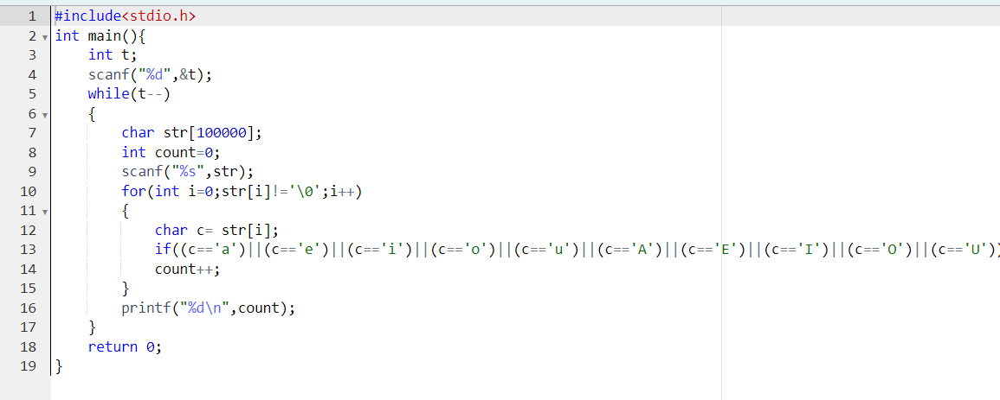 1 #include<stdio.h>
2 int main(){
3     int t;
4     scanf("%d",&t);
5     while(t--)
6     {
7         char str[100000];
8         int count=0;
9         scanf("%s",str);
10         for(int i=0;str[i]!='\0';i++)
11         {
12             char c= str[i];
13             if((c=='a')||(c=='e')||(c=='i')||(c=='o')||(c=='u')||(c=='A')||(c=='E')||(c=='I')||(c=='O')||(c=='U'))
14             count++;
15         }
16         printf("%d\n",count);
17     }
18     return 0;
19 }